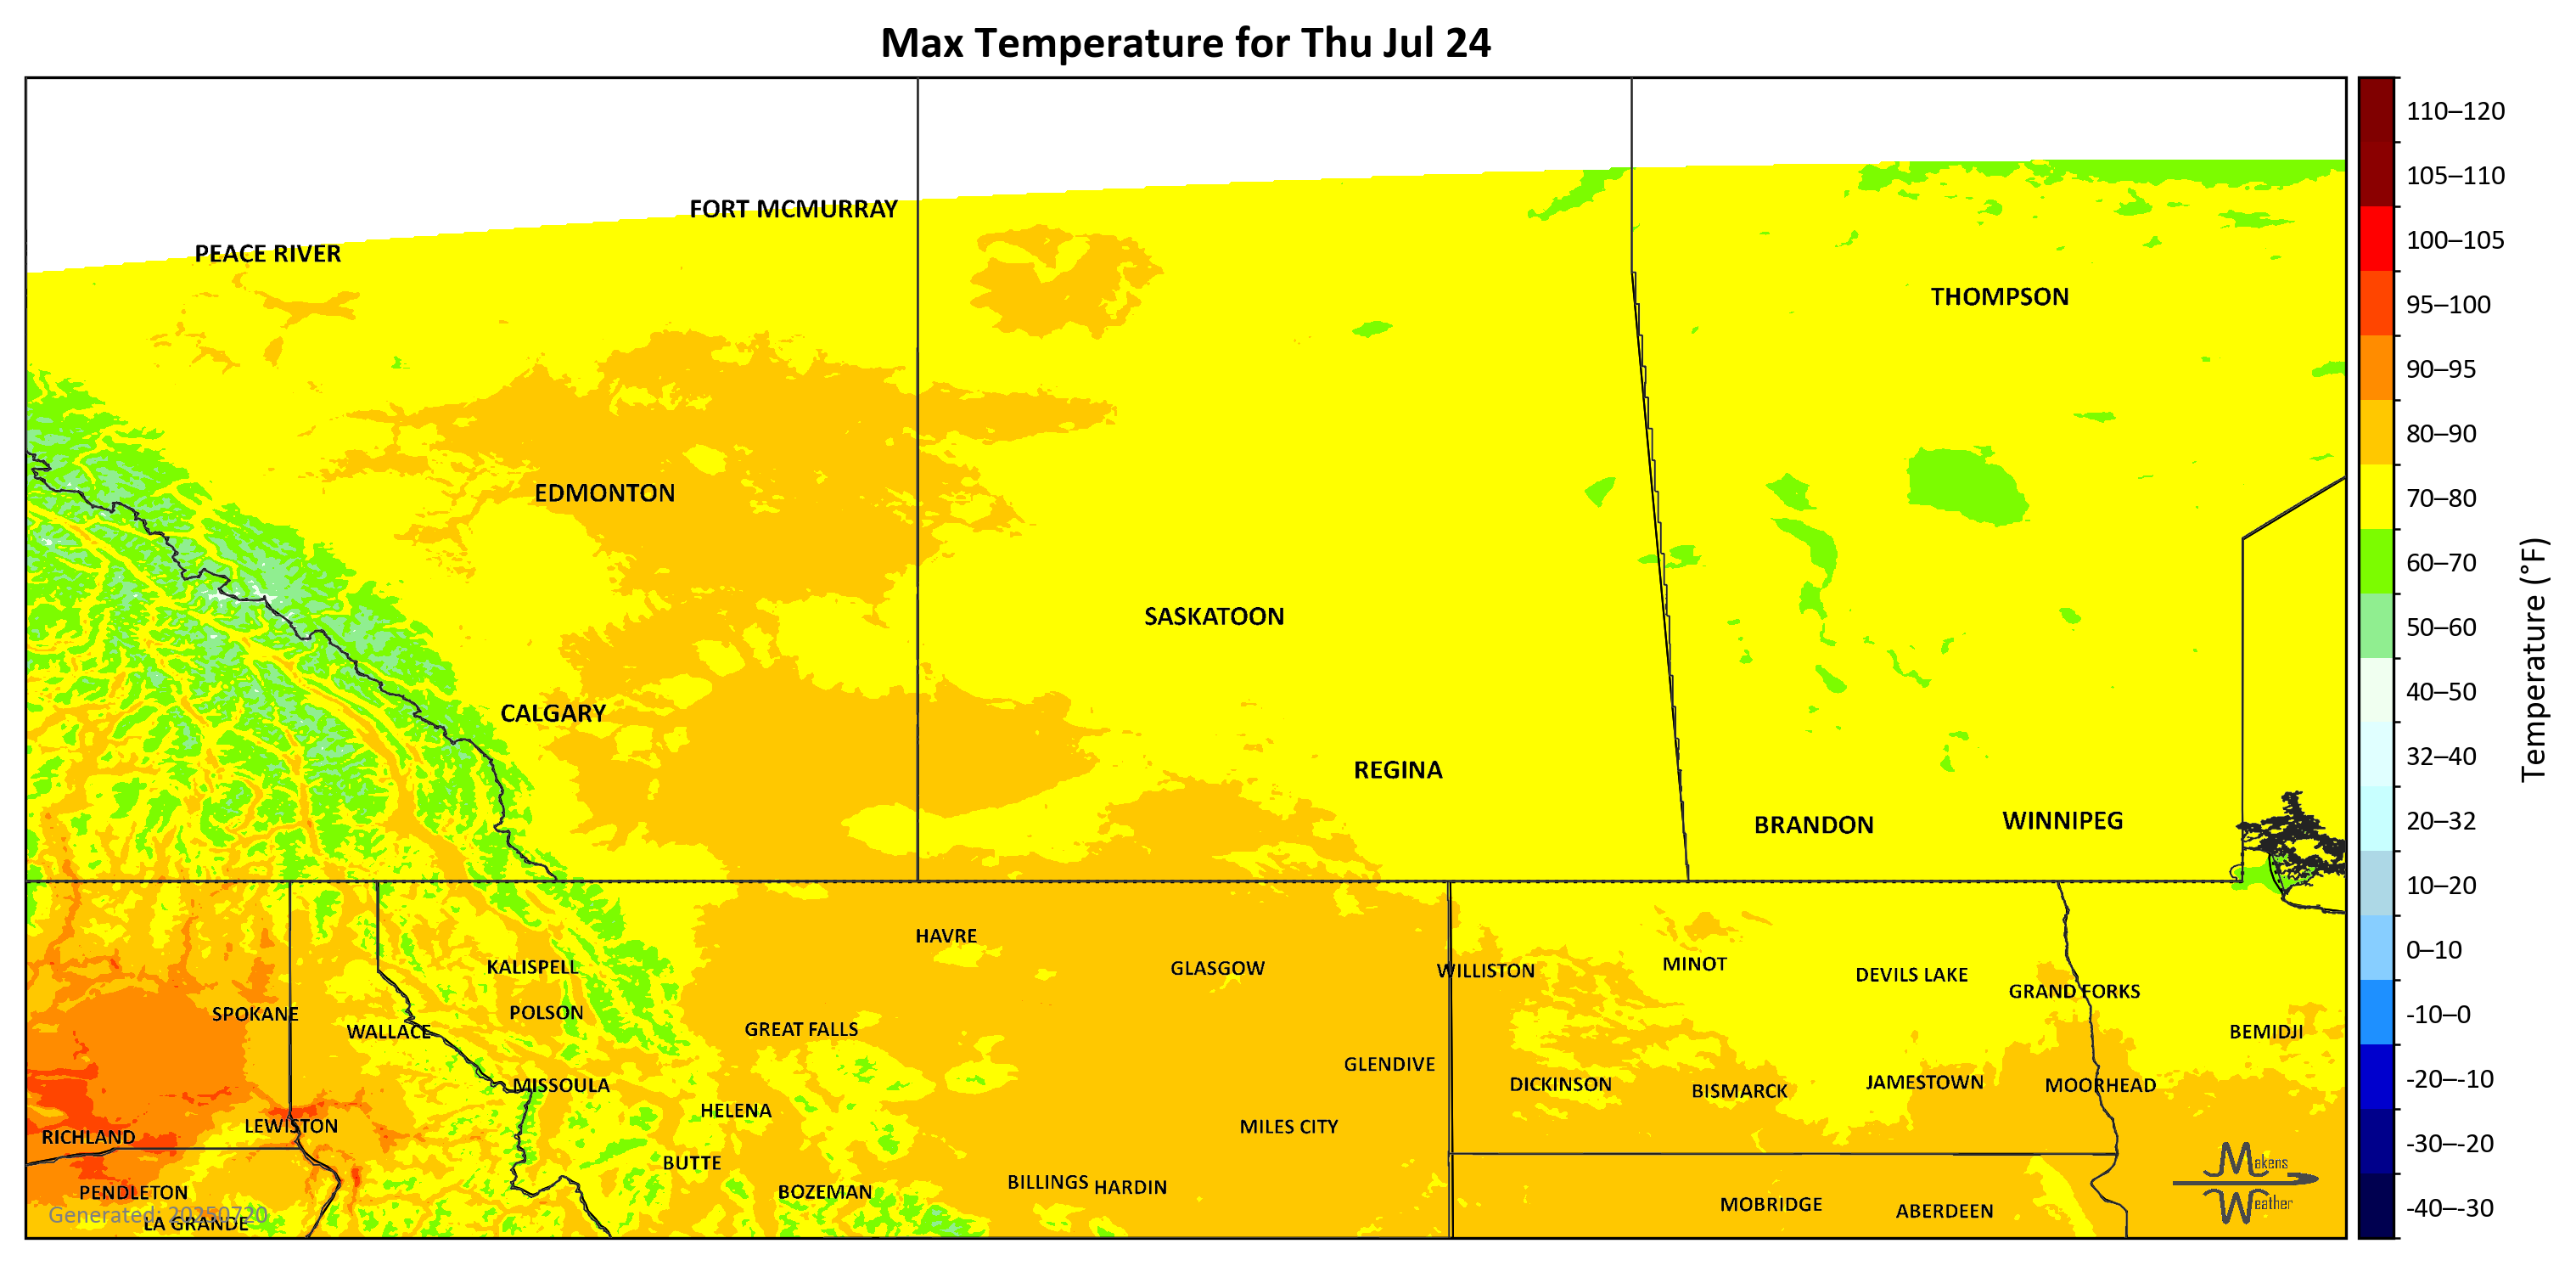 Max Temperature for Thu Jul 24
110–120
105–110
FORT MCMURRAY
100–105
PEACE RIVER
THOMPSON
95–100
90–95
80–90
EDMONTON
70–80
60–70
SASKATOON
50–60
Temperature (°F)
40–50
CALGARY
32–40
REGINA
20–32
BRANDON
WINNIPEG
10–20
HAVRE
0–10
KALISPELL
GLASGOW
WILLISTON
MINOT
DEVILS LAKE
GRAND FORKS
SPOKANE
POLSON
-10–0
WALLACE
GREAT FALLS
BEMIDJI
GLENDIVE
-20–-10
MISSOULA
DICKINSON
BISMARCK
JAMESTOWN
MOORHEAD
HELENA
LEWISTON
MILES CITY
RICHLAND
-30–-20
BUTTE
Makens
Weather
PENDLETON
BOZEMAN
BILLINGS
HARDIN
MOBRIDGE
ABERDEEN
-40–-30
Generated: 20250720
LA GRANDE